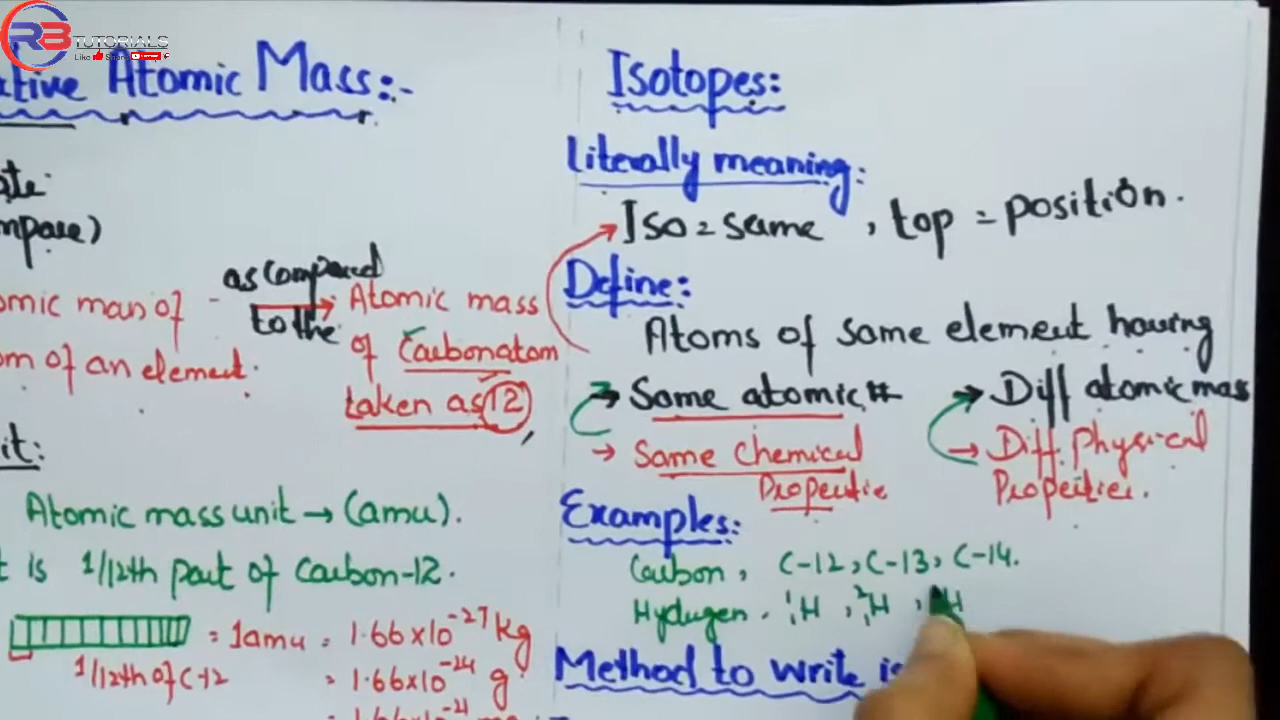 RB
TUTORIALS
Like Share
ative Atomic Mass:-
ate:
mpare)
as compared
to the
omic mass of - → Atomic mass
om of an element. of Carbon atom
taken as 12,
it:
Atomic mass unit → (amu).
t is 1/12th part of Carbon-12.
= 1amu = 1.66x10⁻²⁷ kg
1/12th of C-12 = 1.66x10⁻²⁴ g
Isotopes:
Literally meaning:
Iso = same, top = position.
Define:
Atoms of same element having
→ Same atomic # → Diff atomic mass
→ Same Chemical → Diff. Physical
Propertie Properties.
Examples:
Carbon, C-12, C-13, C-14.
Hydrogen. ¹₁H, ²₁H, H
Method to write is